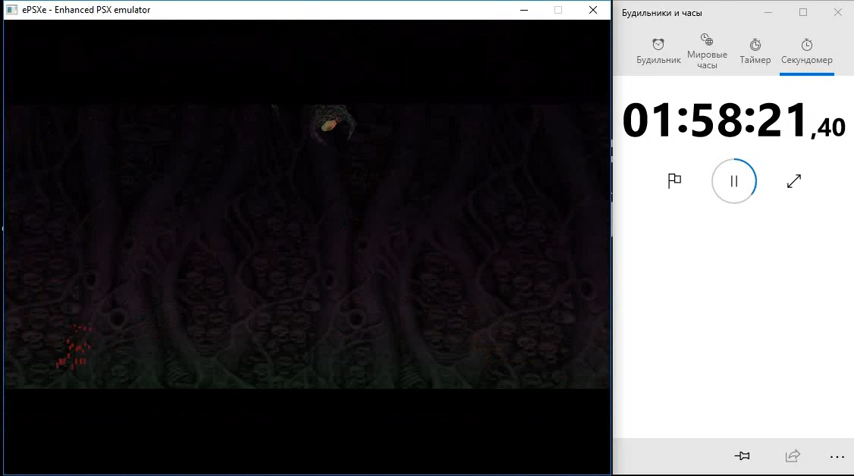 ePSXe - Enhanced PSX emulator
Будильники и часы
Будильник
Мировые
часы
Таймер
Секундомер
01:58:21,40